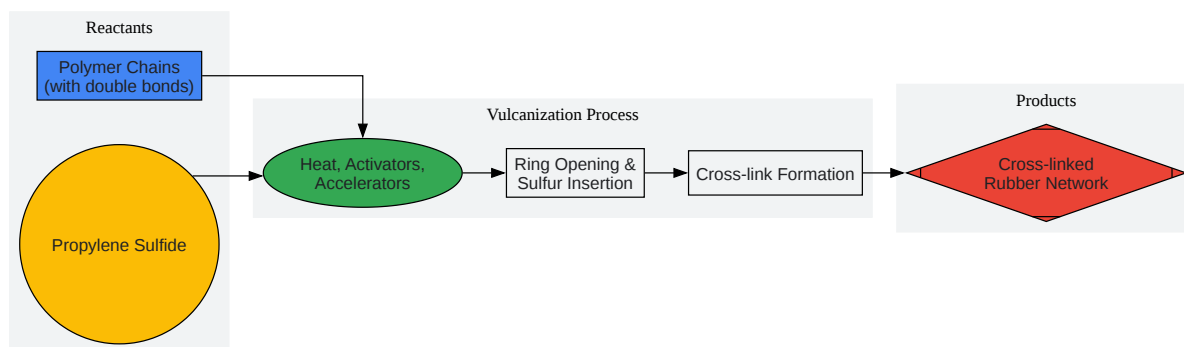 Reactants
Polymer Chains
(with double bonds)
Propylene Sulfide
Vulcanization Process
Heat, Activators,
Accelerators
Ring Opening &
Sulfur Insertion
Cross-link Formation
Products
Cross-linked
Rubber Network